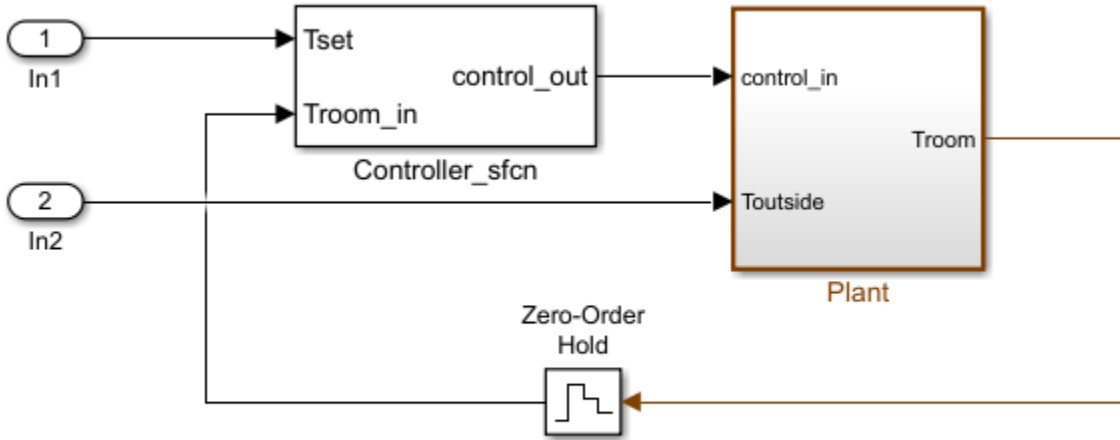 1
In1
Tset
control_out
Troom_in
Controller_sfcn
control_in
Troom
Toutside
Plant
2
In2
Zero-Order
Hold